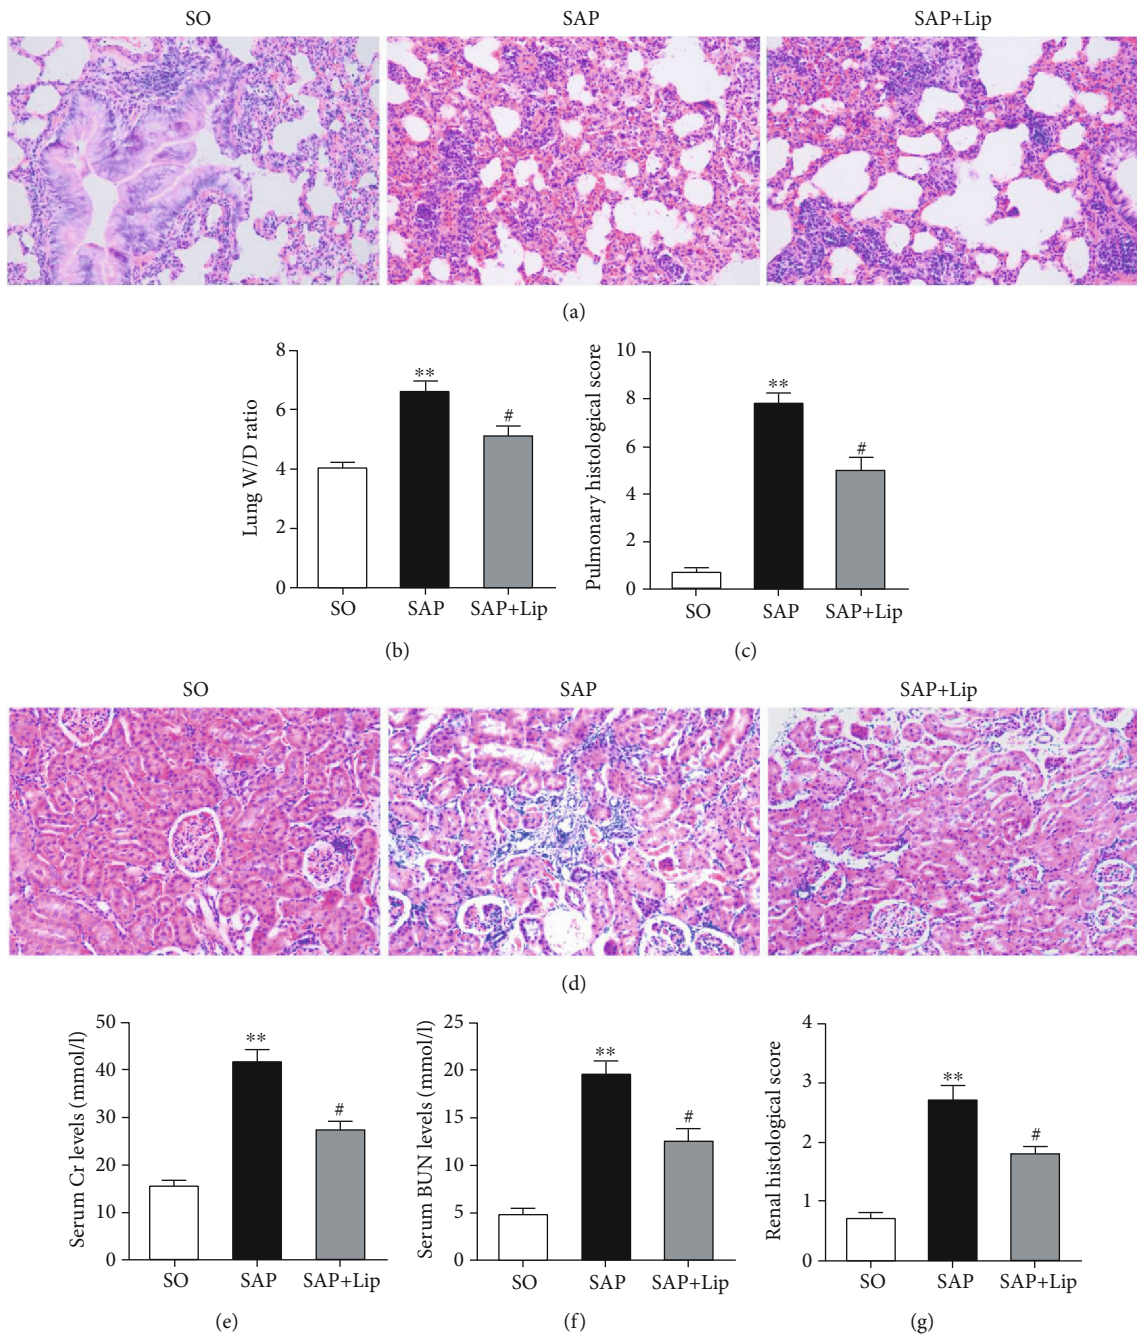 SO SAP SAP+Lip
(a)
Lung W/D ratio
8
6
4
2
0
**
#
SO SAP SAP+Lip
(b)
Pulmonary histological score
10
8
6
4
2
0
**
#
SO SAP SAP+Lip
(c)
SO SAP SAP+Lip
(d)
Serum Cr levels (mmol/l)
50
40
30
20
10
0
**
#
SO SAP SAP+Lip
(e)
Serum BUN levels (mmol/l)
25
20
15
10
5
0
**
#
SO SAP SAP+Lip
(f)
Renal histological score
4
3
2
1
0
**
#
SO SAP SAP+Lip
(g)